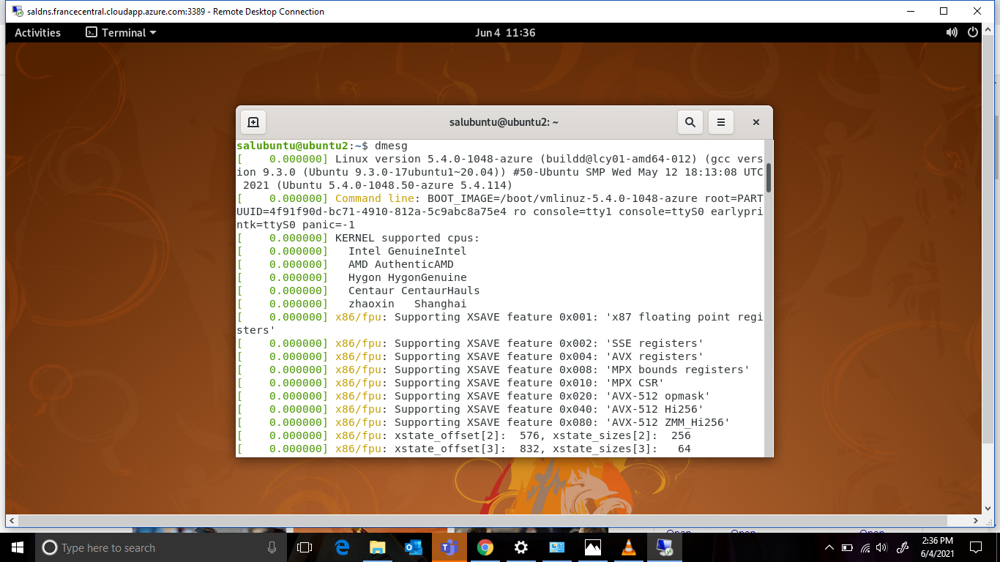 saldns.francecentral.cloudapp.azure.com:3389 - Remote Desktop Connection
Activities Terminal Jun 4 11:36
salubuntu@ubuntu2: ~
salubuntu@ubuntu2:~$ dmesg
[    0.000000] Linux version 5.4.0-1048-azure (buildd@lcy01-amd64-012) (gcc vers
ion 9.3.0 (Ubuntu 9.3.0-17ubuntu1~20.04)) #50-Ubuntu SMP Wed May 12 18:13:08 UTC
 2021 (Ubuntu 5.4.0-1048.50-azure 5.4.114)
[    0.000000] Command line: BOOT_IMAGE=/boot/vmlinuz-5.4.0-1048-azure root=PART
UUID=4f91f90d-bc71-4910-812a-5c9abc8a75e4 ro console=tty1 console=ttyS0 earlypri
ntk=ttyS0 panic=-1
[    0.000000] KERNEL supported cpus:
[    0.000000]   Intel GenuineIntel
[    0.000000]   AMD AuthenticAMD
[    0.000000]   Hygon HygonGenuine
[    0.000000]   Centaur CentaurHauls
[    0.000000]   zhaoxin   Shanghai
[    0.000000] x86/fpu: Supporting XSAVE feature 0x001: 'x87 floating point regi
sters'
[    0.000000] x86/fpu: Supporting XSAVE feature 0x002: 'SSE registers'
[    0.000000] x86/fpu: Supporting XSAVE feature 0x004: 'AVX registers'
[    0.000000] x86/fpu: Supporting XSAVE feature 0x008: 'MPX bounds registers'
[    0.000000] x86/fpu: Supporting XSAVE feature 0x010: 'MPX CSR'
[    0.000000] x86/fpu: Supporting XSAVE feature 0x020: 'AVX-512 opmask'
[    0.000000] x86/fpu: Supporting XSAVE feature 0x040: 'AVX-512 Hi256'
[    0.000000] x86/fpu: Supporting XSAVE feature 0x080: 'AVX-512 ZMM_Hi256'
[    0.000000] x86/fpu: xstate_offset[2]:  576, xstate_sizes[2]:  256
[    0.000000] x86/fpu: xstate_offset[3]:  832, xstate_sizes[3]:   64
Open Open Open
Type here to search
2:36 PM
6/4/2021